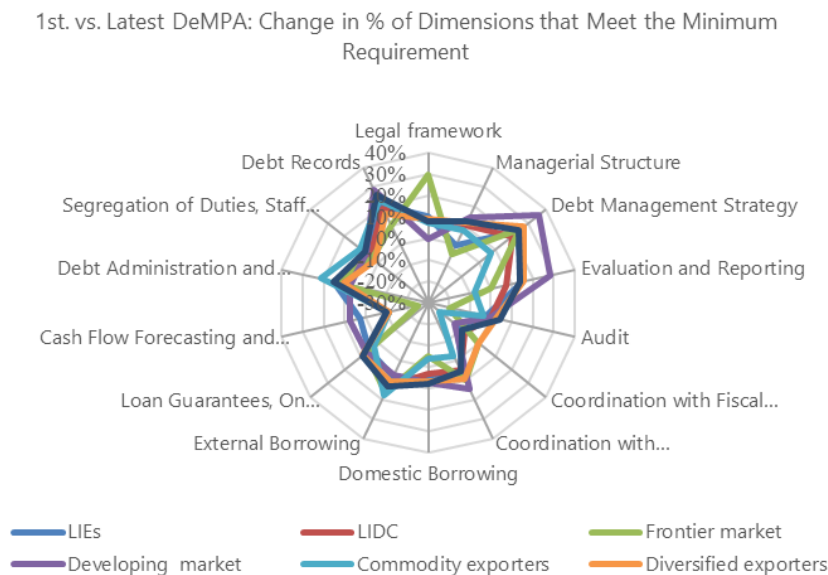 1st. vs. Latest DeMPA: Change in % of Dimensions that Meet the Minimum
Requirement
Legal framework
40%
Debt Records
30%
Managerial Structure
20%
Segregation of Duties, Staff...
10%
Debt Management Strategy
0%
Debt Administration and ...
-10%
Evaluation and Reporting
-20%
-30%
Cash Flow Forecasting and ...
Audit
Loan Guarantees, On...
Coordination with Fiscal...
External Borrowing
Coordination with...
Domestic Borrowing
LIEs
LIDC
Frontier market
Developing market
Commodity exporters
Diversified exporters